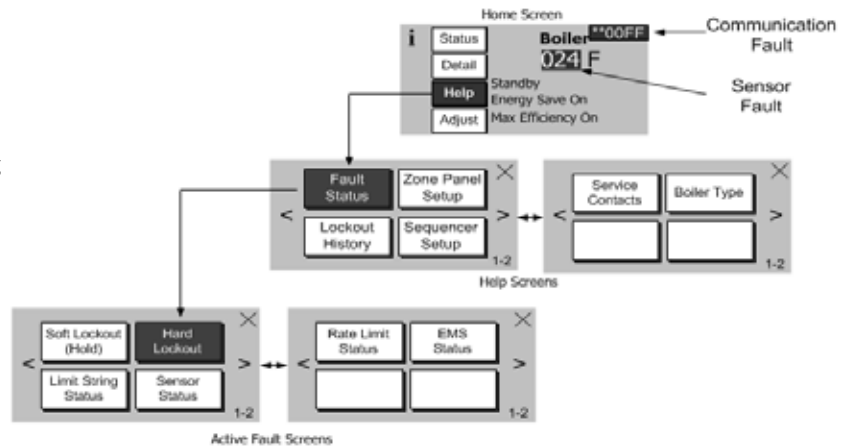 Home Screen
i
Status
Detail
Help
Adjust
Boiler
**00FF
024 F
Standby
Energy Save On
Max Efficiency On
Communication
Fault
Sensor
Fault
Fault
Status
Zone Panel
Setup
Lockout
History
Sequencer
Setup
X
<
>
1-2
Service
Contacts
Boiler Type
X
<
>
1-2
Help Screens
Soft Lockout
(Hold)
Hard
Lockout
Limit String
Status
Sensor
Status
X
<
>
1-2
Rate Limit
Status
EMS
Status
X
<
>
1-2
Active Fault Screens